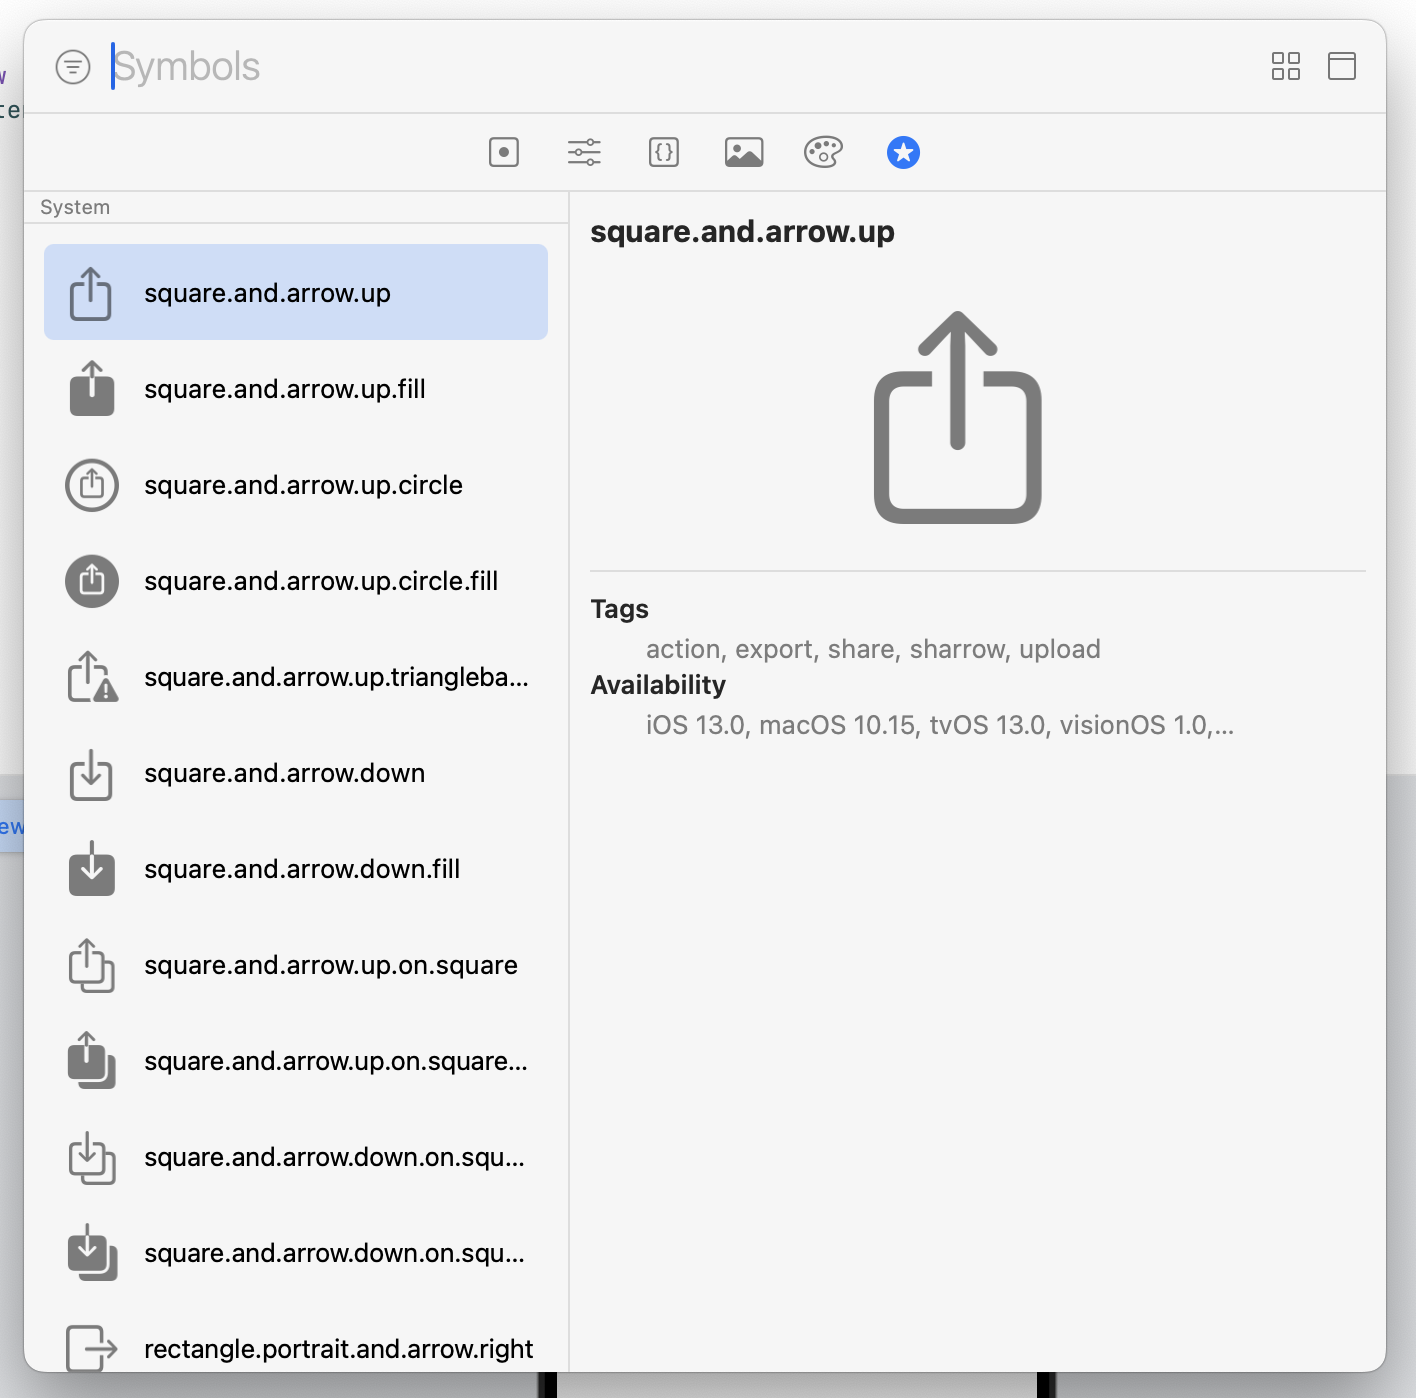 Symbols
System
square.and.arrow.up
square.and.arrow.up.fill
square.and.arrow.up.circle
square.and.arrow.up.circle.fill
square.and.arrow.up.triangleba...
square.and.arrow.down
square.and.arrow.down.fill
square.and.arrow.up.on.square
square.and.arrow.up.on.square...
square.and.arrow.down.on.squ...
square.and.arrow.down.on.squ...
rectangle.portrait.and.arrow.right
square.and.arrow.up
Tags
action, export, share, sharrow, upload
Availability
iOS 13.0, macOS 10.15, tvOS 13.0, visionOS 1.0,...